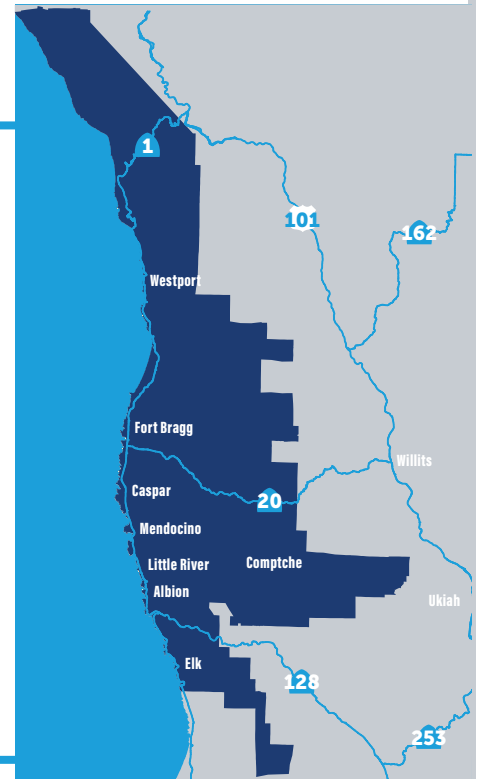 1
101
162
Westport
Fort Bragg
Willits
Caspar
20
Mendocino
Little River
Comptche
Albion
Ukiah
Elk
128
253